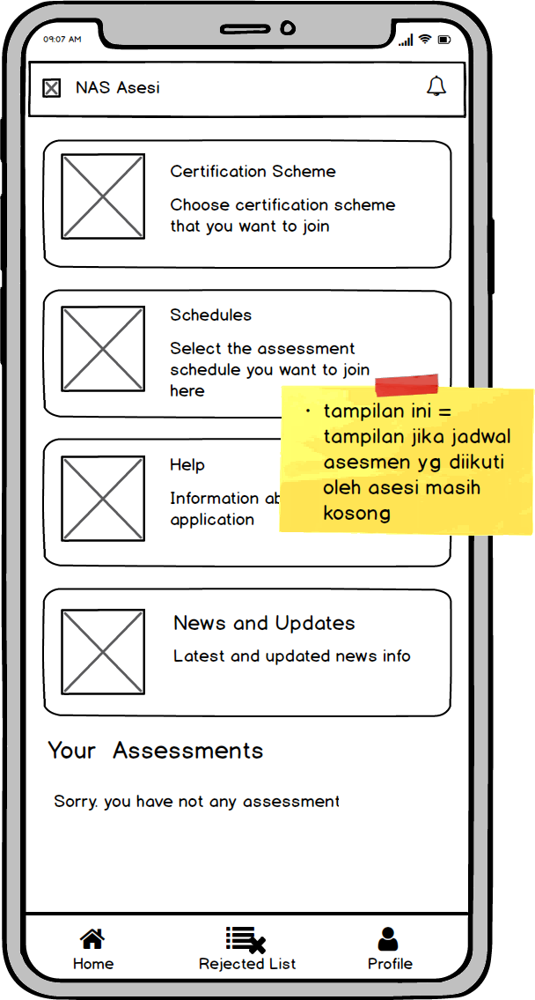 09:07 AM
NAS Asesi
Certification Scheme
Choose certification scheme
that you want to join
Schedules
Select the assessment
schedule you want to join
here
• tampilan ini =
tampilan jika jadwal
asesmen yg diikuti
oleh asesi masih
kosong
Help
Information
application
News and Updates
Latest and updated news info
Your Assessments
Sorry. you have not any assessment
Home
Rejected List
Profile